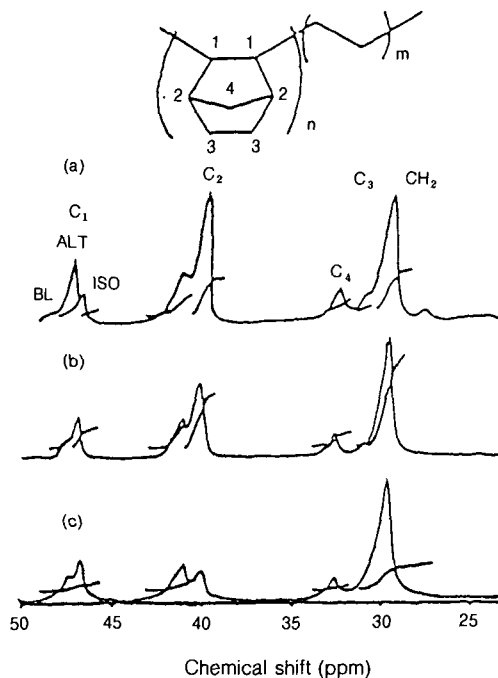 1 1
m
4
2 2
n
3 3
(a)
C₁
C₂
C₃ CH₂
ALT
C₄
BL
ISO
(b)
(c)
50 45 40 35 30 25
Chemical shift (ppm)